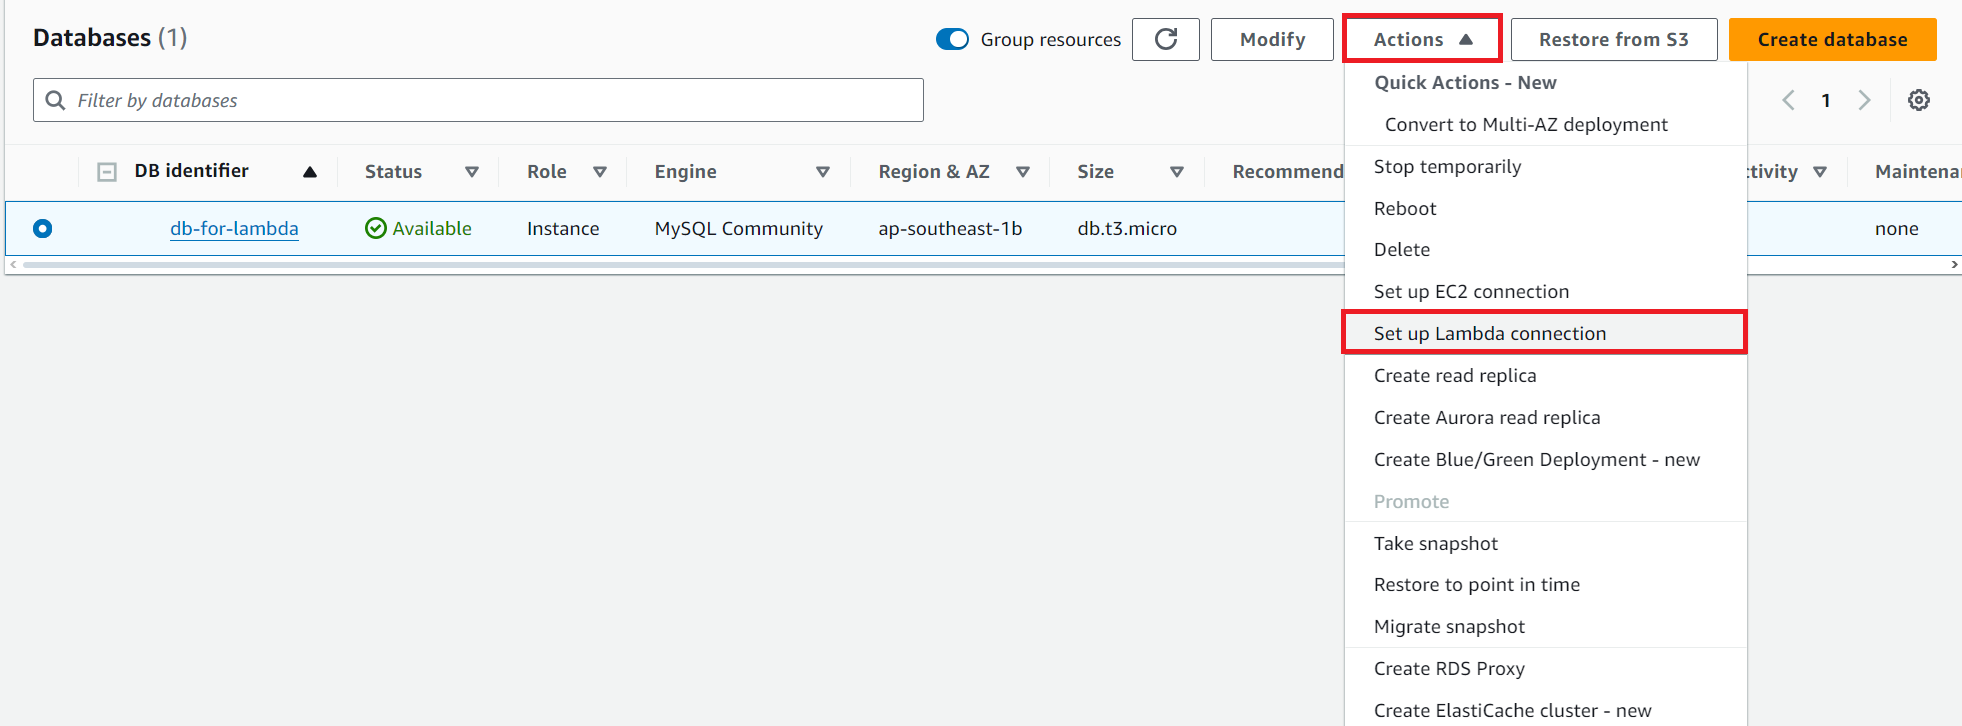 Databases (1)
Group resources
Modify
Actions
Restore from S3
Create database
Filter by databases
1
DB identifier
Status
Role
Engine
Region & AZ
Size
Recommend
tivity
Maintena
db-for-lambda
Available
Instance
MySQL Community
ap-southeast-1b
db.t3.micro
none
Quick Actions - New
Convert to Multi-AZ deployment
Stop temporarily
Reboot
Delete
Set up EC2 connection
Set up Lambda connection
Create read replica
Create Aurora read replica
Create Blue/Green Deployment - new
Promote
Take snapshot
Restore to point in time
Migrate snapshot
Create RDS Proxy
Create ElastiCache cluster - new